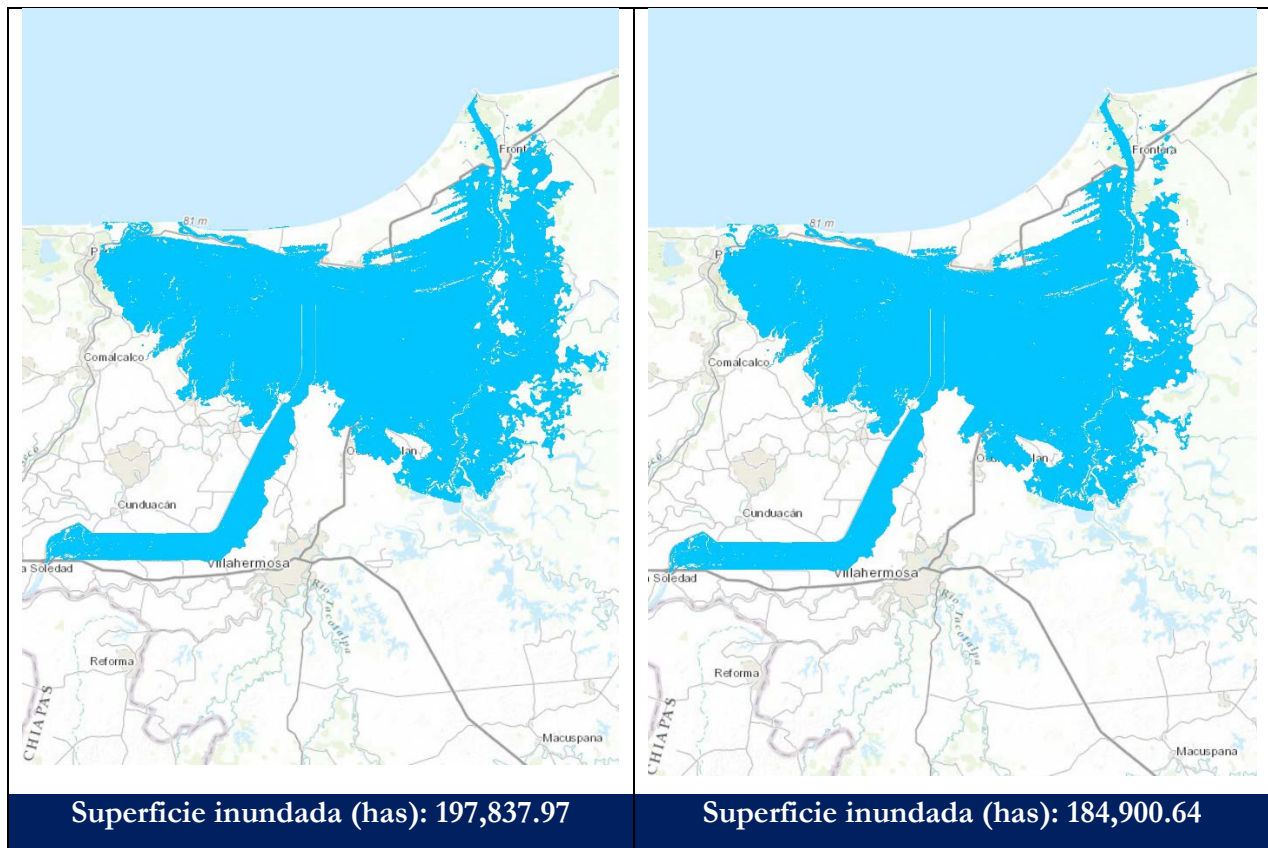 81 m
Comalcalco
Cunduacán
Villahermosa
a Soledad
Río Tacotalpa
Reforma
CHIAPAS
Macuspana
Superficie inundada (has): 197,837.97
Frontera
81 m
Comalcalco
Cunduacán
Villahermosa
a Soledad
Río Tacotalpa
Reforma
CHIAPAS
Macuspana
Superficie inundada (has): 184,900.64